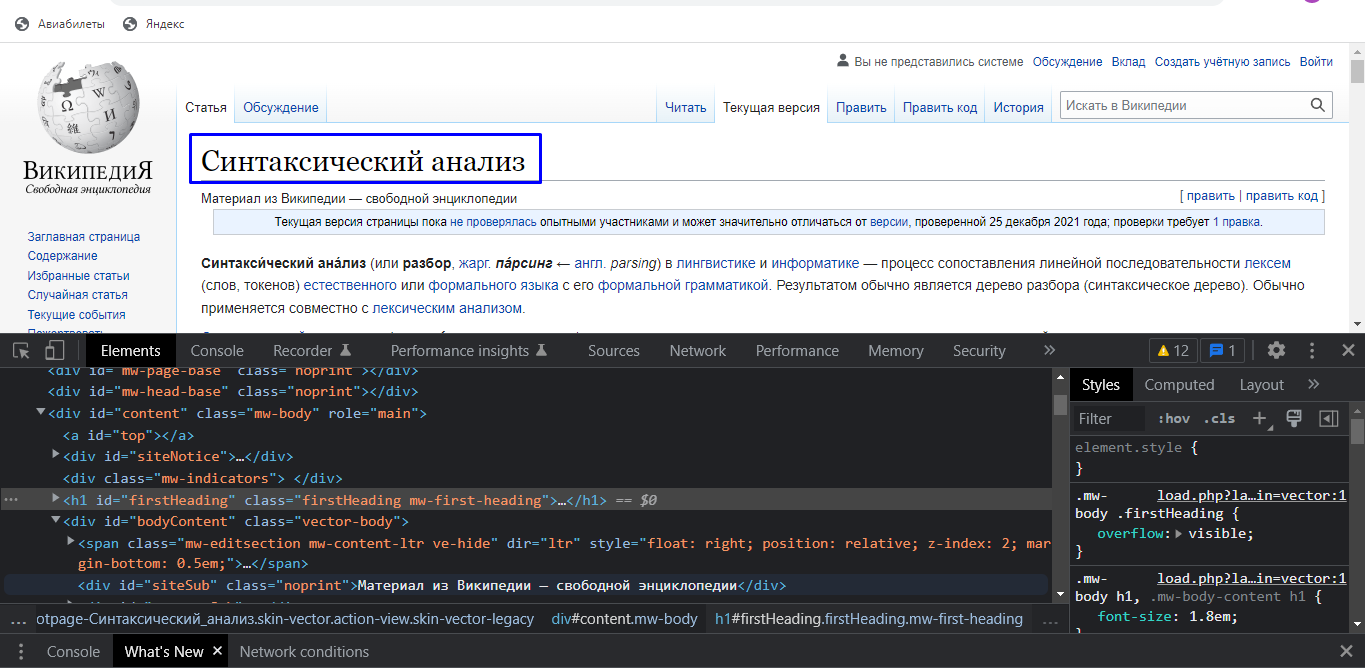 Авиабилеты Яндекс
Вы не представились системе Обсуждение Вклад Создать учётную запись Войти
Статья Обсуждение Читать Текущая версия Править Править код История Искать в Википедии
Синтаксический анализ
ВикипедиЯ
Свободная энциклопедия
Материал из Википедии — свободной энциклопедии [ править | править код ]
Текущая версия страницы пока не проверялась опытными участниками и может значительно отличаться от версии, проверенной 25 декабря 2021 года; проверки требует 1 правка.
Заглавная страница
Содержание
Избранные статьи
Случайная статья
Текущие события
Пожертвовать
Синтакси́ческий ана́лиз (или разбор, жарг. па́рсинг ← англ. parsing) в лингвистике и информатике — процесс сопоставления линейной последовательности лексем
(слов, токенов) естественного или формального языка с его формальной грамматикой. Результатом обычно является дерево разбора (синтаксическое дерево). Обычно
применяется совместно с лексическим анализом.
Elements Console Recorder Performance insights Sources Network Performance Memory Security » 12 1
<div id="mw-page-base" class="noprint"></div>
<div id="mw-head-base" class="noprint"></div>
▼<div id="content" class="mw-body" role="main">
<a id="top"></a>
▶<div id="siteNotice">…</div>
<div class="mw-indicators"> </div>
… ▶<h1 id="firstHeading" class="firstHeading mw-first-heading">…</h1> == $0
▼<div id="bodyContent" class="vector-body">
▶<span class="mw-editsection mw-content-ltr ve-hide" dir="ltr" style="float: right; position: relative; z-index: 2; mar
gin-bottom: 0.5em;">…</span>
<div id="siteSub" class="noprint">Материал из Википедии — свободной энциклопедии</div>
… otpage-Синтаксический_анализ.skin-vector.action-view.skin-vector-legacy div#content.mw-body h1#firstHeading.firstHeading.mw-first-heading …
Styles Computed Layout »
Filter :hov .cls +
element.style {
}
.mw- load.php?la…in=vector:1
body .firstHeading {
overflow:▶ visible;
}
.mw- load.php?la…in=vector:1
body h1, .mw-body-content h1 {
font-size: 1.8em;
Console What's New × Network conditions